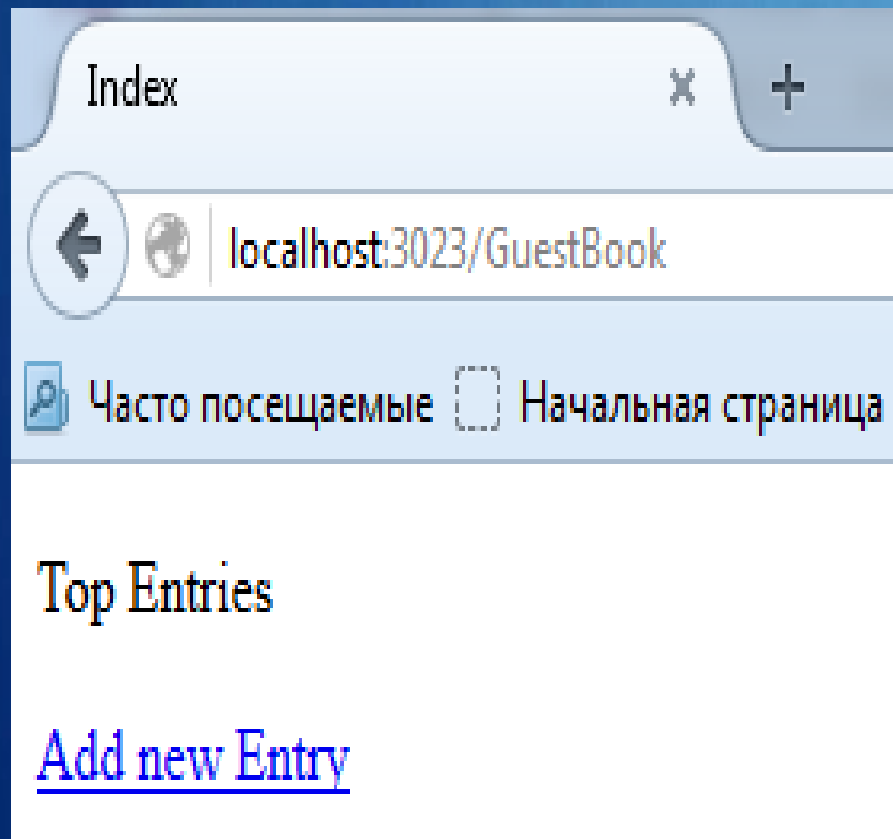 Index
localhost:3023/GuestBook
Часто посещаемые Начальная страница
Top Entries
Add new Entry